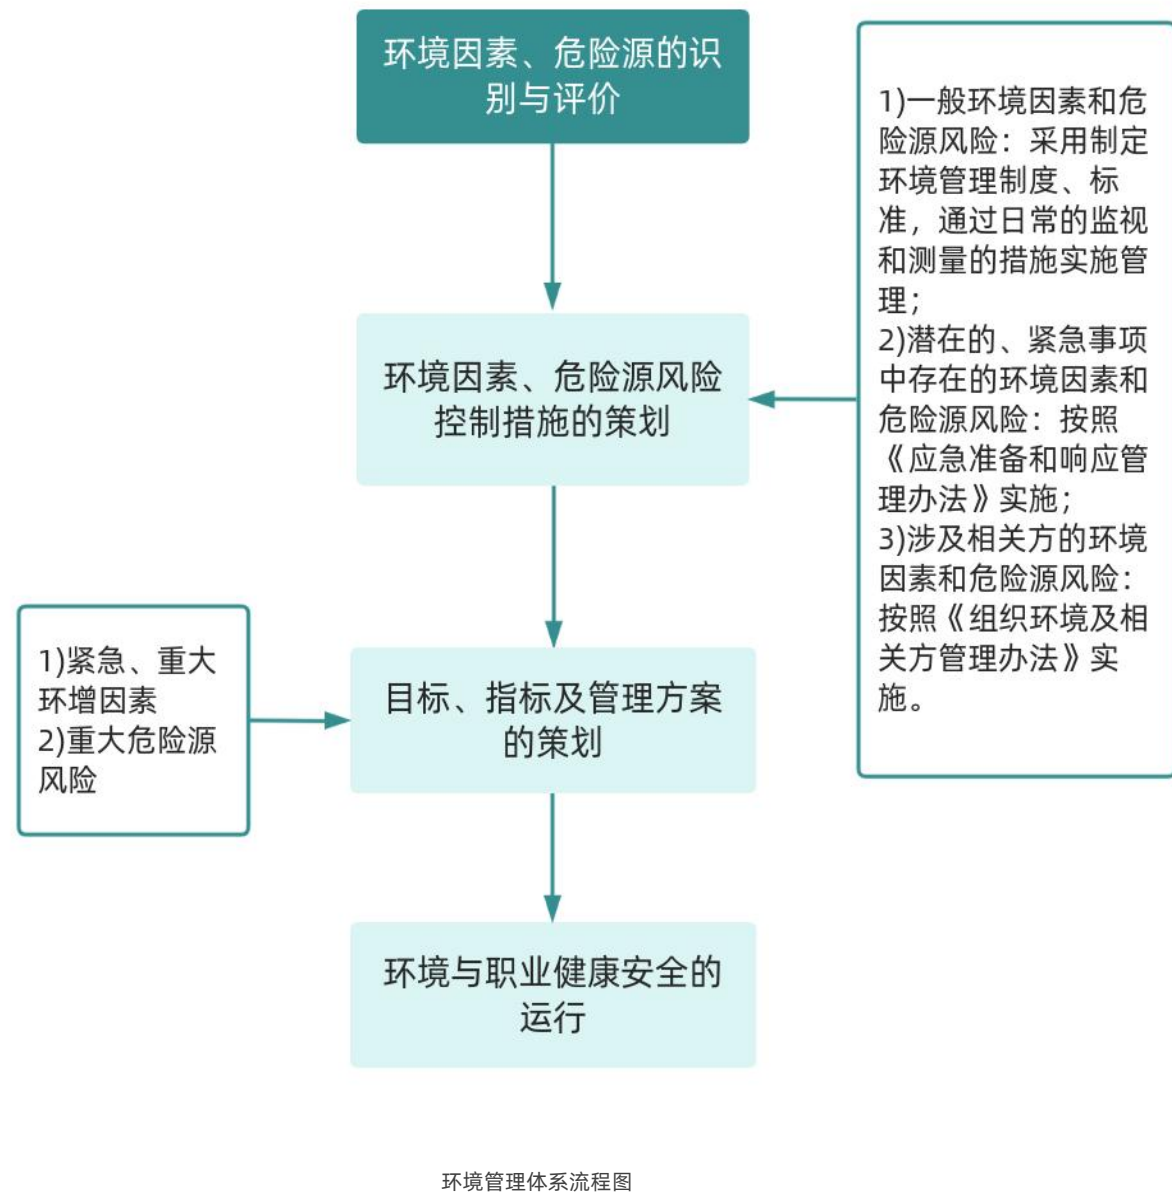 环境因素、危险源的识
别与评价
1)一般环境因素和危
险源风险：采用制定
环境管理制度、标
准，通过日常的监视
和测量的措施实施管
理；
2)潜在的、紧急事项
中存在的环境因素和
危险源风险：按照
《应急准备和响应管
理办法》实施；
3)涉及相关方的环境
因素和危险源风险：
按照《组织环境及相
关方管理办法》实
施。
环境因素、危险源风险
控制措施的策划
1)紧急、重大
环增因素
2)重大危险源
风险
目标、指标及管理方案
的策划
环境与职业健康安全的
运行
环境管理体系流程图